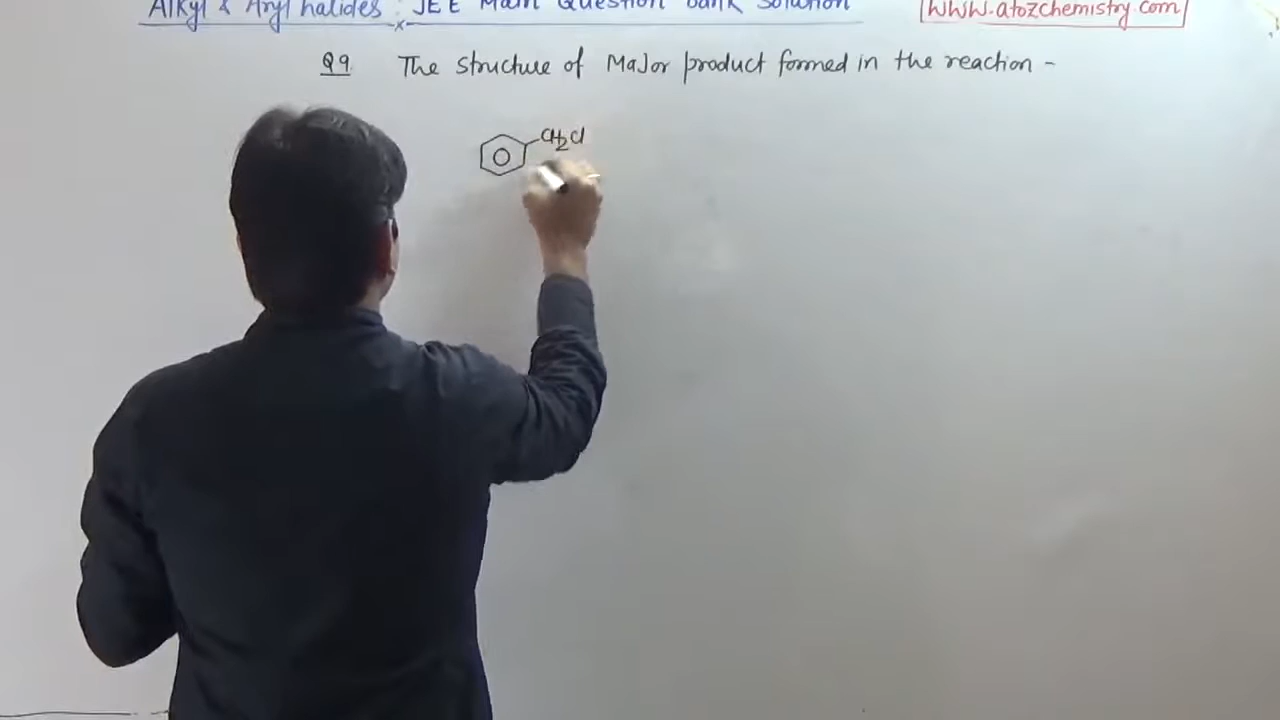 Alkyl & Aryl halides : JEE Main Question bank solution
www.atozchemistry.com
Q9 The structure of Major product formed in the reaction -
CH2Cl